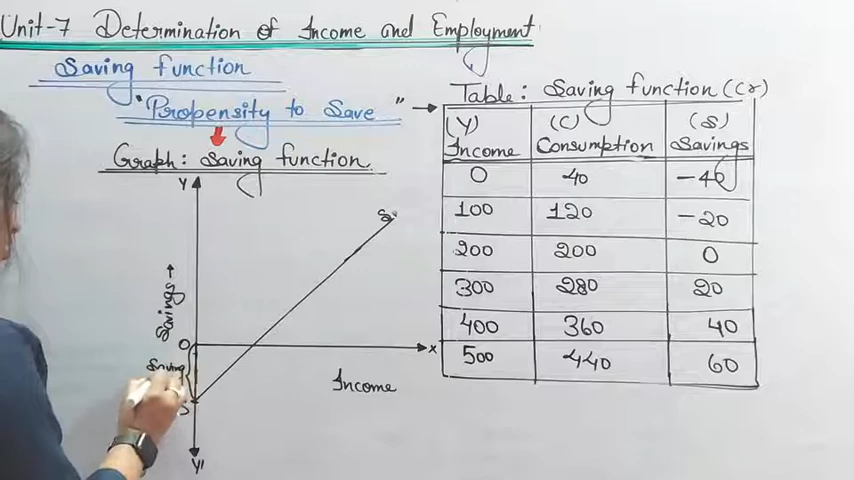 Unit-7 Determination of Income and Employment
Saving function
"Propensity to Save"
Graph: Saving function
Y
Savings →
O
Saving
S
Y'
X
Income
S
Table: Saving function (Cr)
(Y) (C) (S)
Income Consumption Savings
0 40 -40
100 120 -20
200 200 0
300 280 20
400 360 40
500 440 60